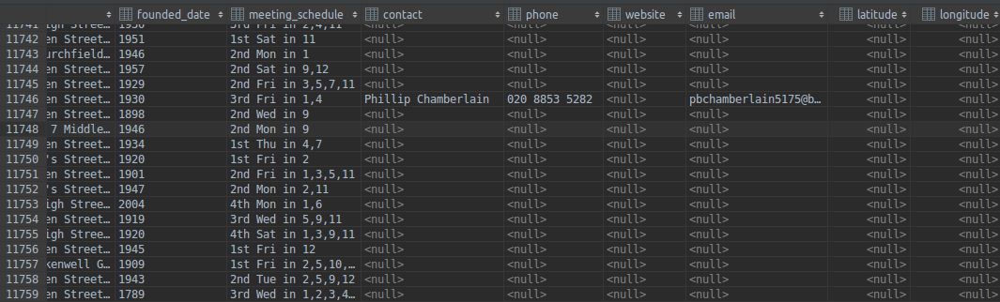 founded_date meeting_schedule contact phone website email latitude longitude
11741 igh Stree… 1930 3rd Fri in 2,4,11 <null> <null> <null> <null> <null> <null>
11742 en Street… 1951 1st Sat in 11 <null> <null> <null> <null> <null> <null>
11743 urchfield… 1946 2nd Mon in 1 <null> <null> <null> <null> <null> <null>
11744 en Street… 1957 2nd Sat in 9,12 <null> <null> <null> <null> <null> <null>
11745 en Street… 1929 2nd Fri in 3,5,7,11 <null> <null> <null> <null> <null> <null>
11746 en Street… 1930 3rd Fri in 1,4 Phillip Chamberlain 020 8853 5282 <null> pbchamberlain5175@b… <null> <null>
11747 en Street… 1898 2nd Wed in 9 <null> <null> <null> <null> <null> <null>
11748 7 Middle… 1946 2nd Mon in 9 <null> <null> <null> <null> <null> <null>
11749 en Street… 1934 1st Thu in 4,7 <null> <null> <null> <null> <null> <null>
11750 's Street… 1920 1st Fri in 2 <null> <null> <null> <null> <null> <null>
11751 en Street… 1901 2nd Fri in 1,3,5,11 <null> <null> <null> <null> <null> <null>
11752 's Street… 1947 2nd Mon in 2,11 <null> <null> <null> <null> <null> <null>
11753 igh Stree… 2004 4th Mon in 1,6 <null> <null> <null> <null> <null> <null>
11754 en Street… 1919 3rd Wed in 5,9,11 <null> <null> <null> <null> <null> <null>
11755 igh Stree… 1920 4th Sat in 1,3,9,11 <null> <null> <null> <null> <null> <null>
11756 en Street… 1945 1st Fri in 12 <null> <null> <null> <null> <null> <null>
11757 kenwell G… 1909 1st Fri in 2,5,10,… <null> <null> <null> <null> <null> <null>
11758 en Street… 1943 2nd Tue in 2,5,9,12 <null> <null> <null> <null> <null> <null>
11759 en Street… 1789 3rd Wed in 1,2,3,4… <null> <null> <null> <null> <null> <null>